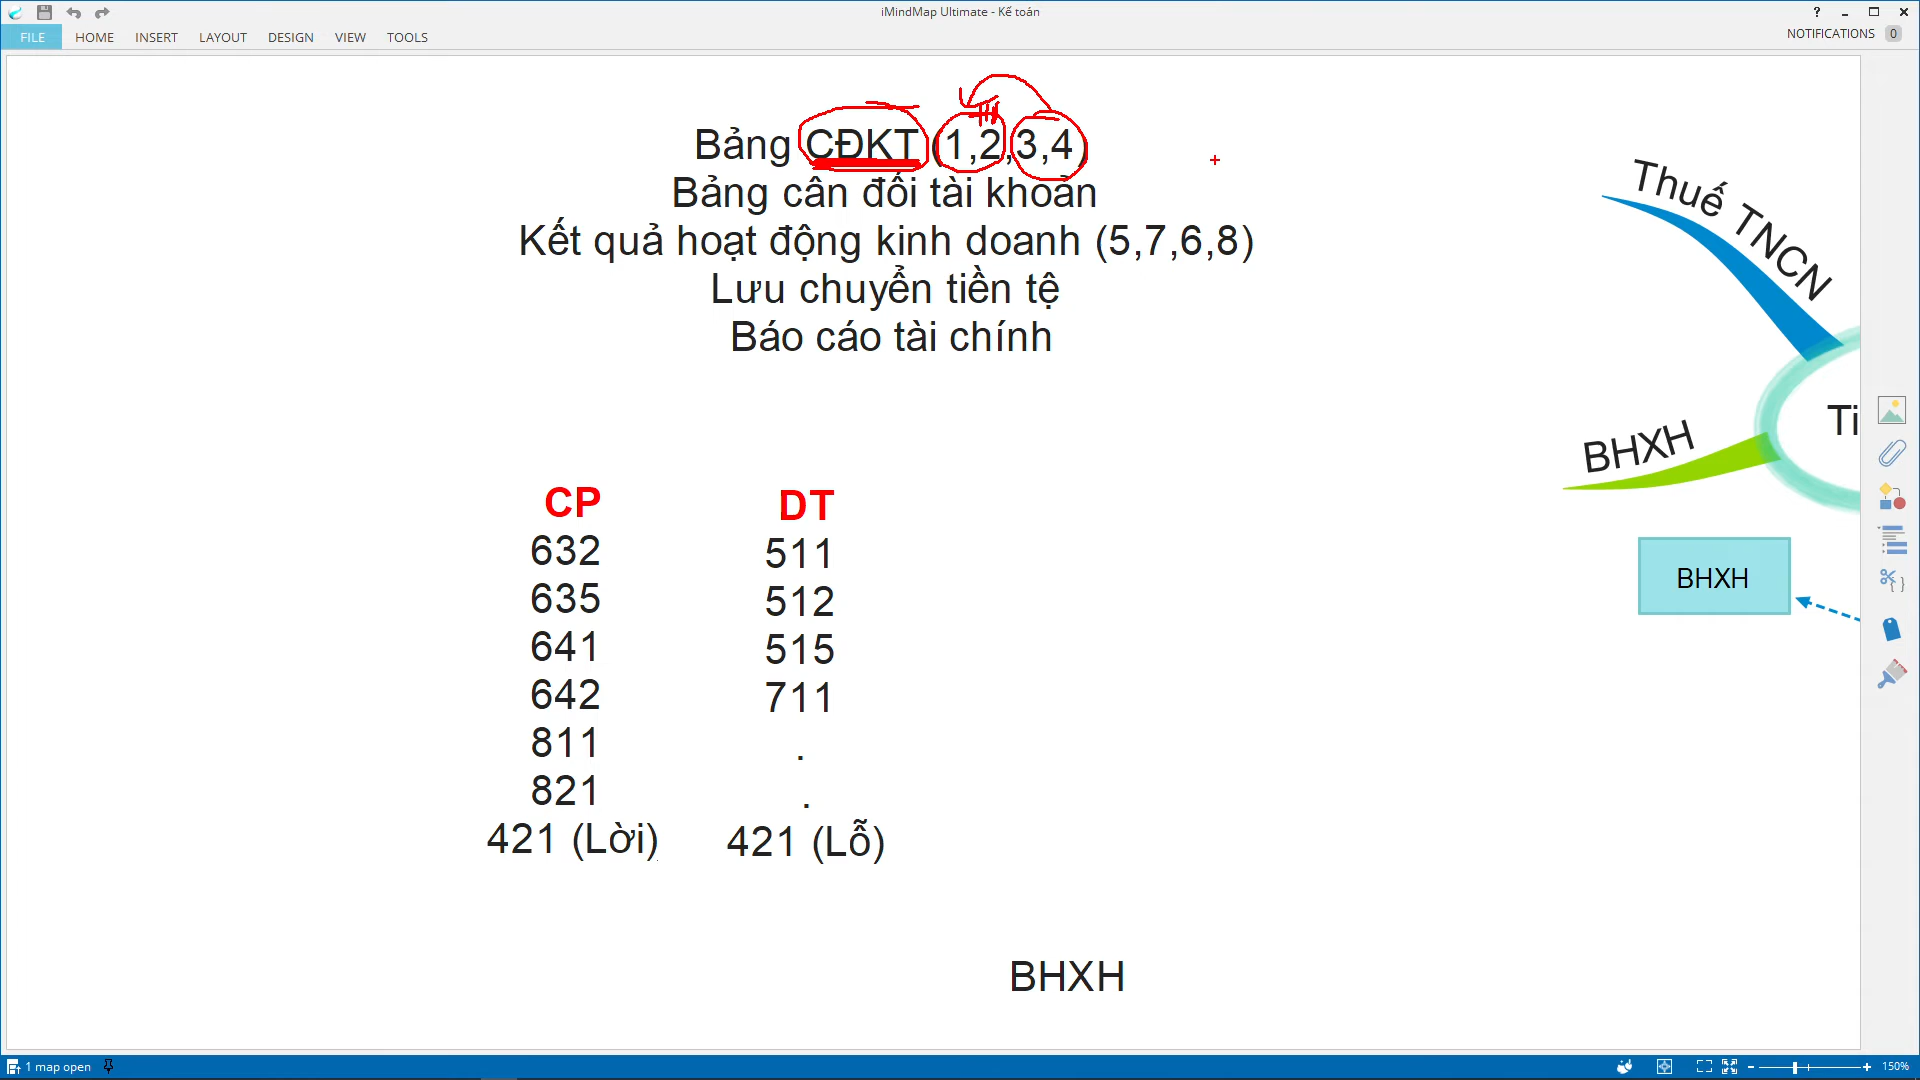 iMindMap Ultimate - Kế toán
?
FILE HOME INSERT LAYOUT DESIGN VIEW TOOLS
NOTIFICATIONS 0
Bảng CĐKT (1,2,3,4)
Bảng cân đối tài khoản
Kết quả hoạt động kinh doanh (5,7,6,8)
Lưu chuyển tiền tệ
Báo cáo tài chính
Thuế TNCN
BHXH
Ti
BHXH
CP
632
635
641
642
811
821
421 (Lời)
DT
511
512
515
711
.
.
421 (Lỗ)
BHXH
1 map open
150%